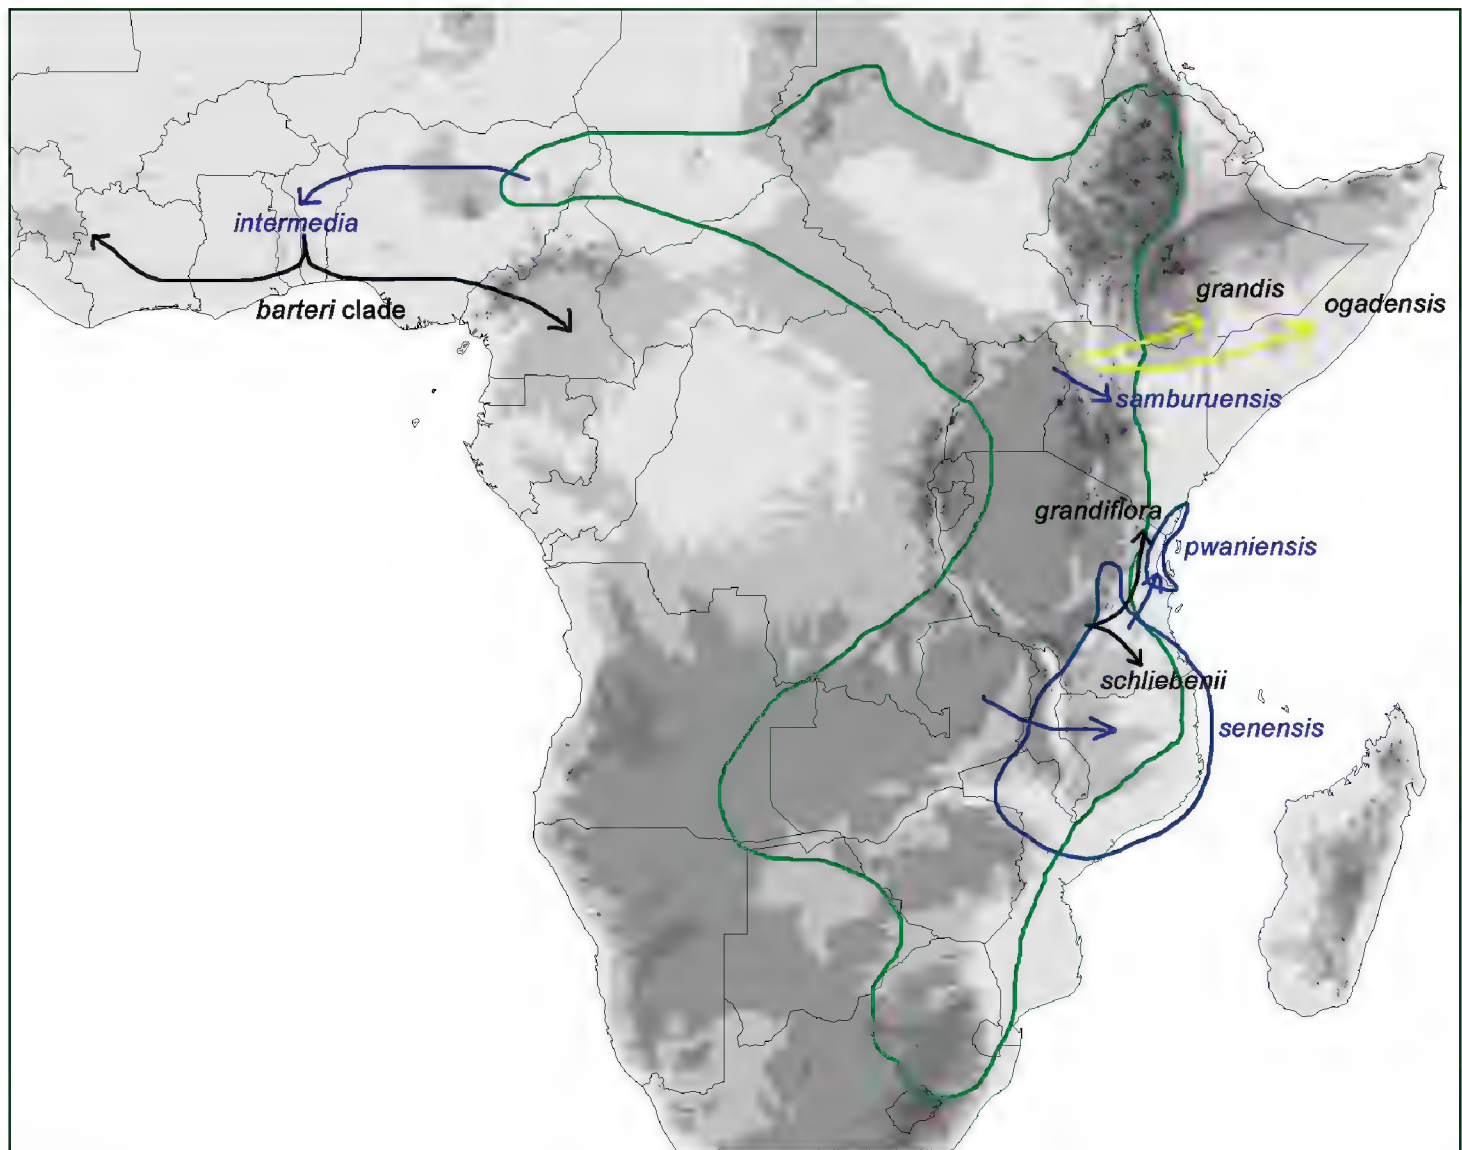 intermedia
barteri clade
grandis
ogadensis
samburuensis
grandiflora
pwaniensis
schliebenii
senensis